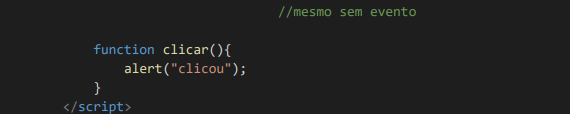 //mesmo sem evento
function clicar(){
alert("clicou");
}
</script>